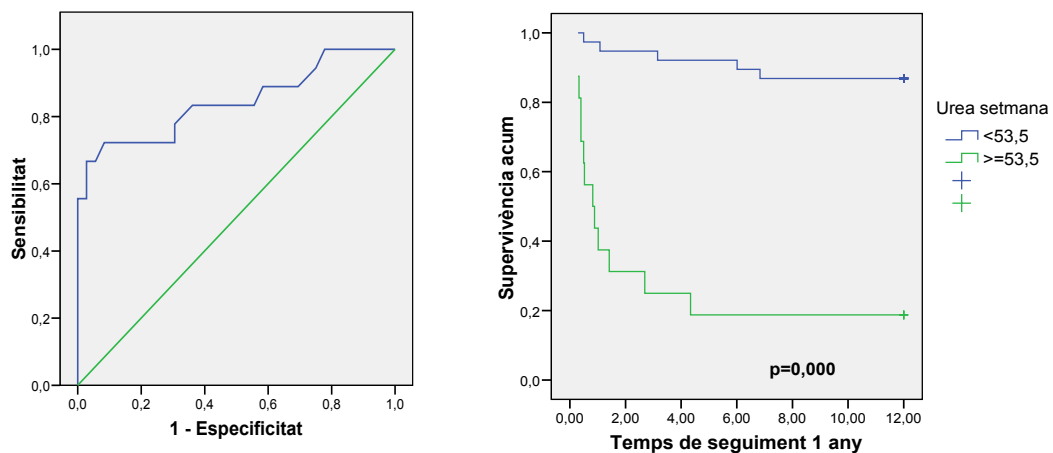 Sensibilitat
1,0
0,8
0,6
0,4
0,2
0,0
0,0 0,2 0,4 0,6 0,8 1,0
1 - Especificitat
Supervivència acum
1,0
0,8
0,6
0,4
0,2
0,0
p=0,000
0,00 2,00 4,00 6,00 8,00 10,00 12,00
Temps de seguiment 1 any
Urea setmana
<53,5
>=53,5